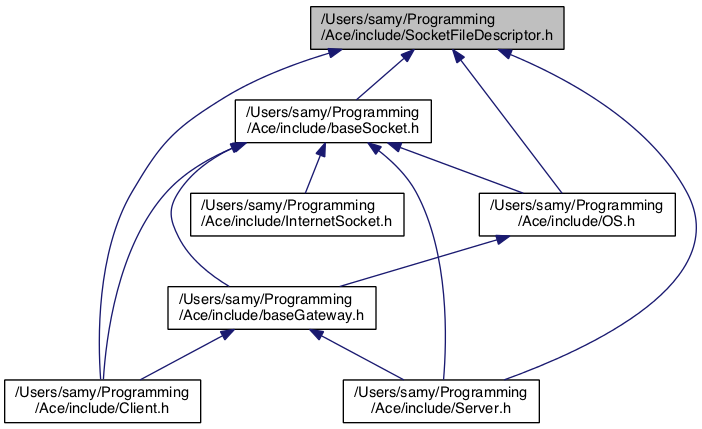 /Users/samy/Programming
/Ace/include/SocketFileDescriptor.h
/Users/samy/Programming
/Ace/include/baseSocket.h
/Users/samy/Programming
/Ace/include/InternetSocket.h
/Users/samy/Programming
/Ace/include/OS.h
/Users/samy/Programming
/Ace/include/baseGateway.h
/Users/samy/Programming
/Ace/include/Client.h
/Users/samy/Programming
/Ace/include/Server.h